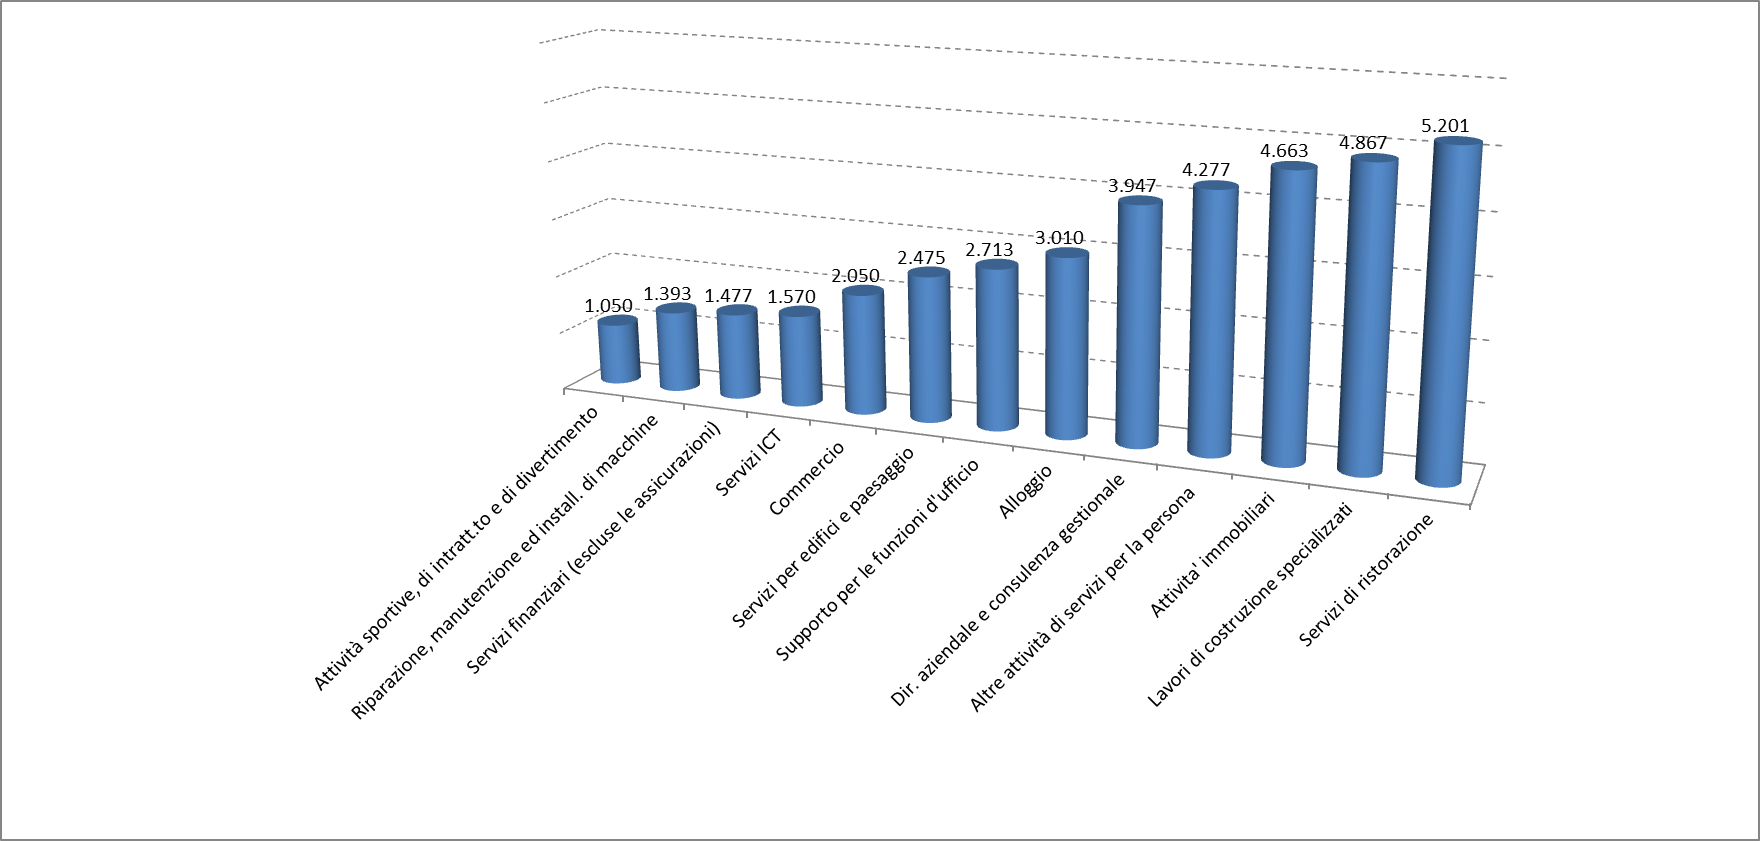 1.050
1.393
1.477
1.570
2.050
2.475
2.713
3.010
3.947
4.277
4.663
4.867
5.201
Attività sportive, di intratt.to e di divertimento
Riparazione, manutenzione ed install. di macchine
Servizi finanziari (escluse le assicurazioni)
Servizi ICT
Commercio
Servizi per edifici e paesaggio
Supporto per le funzioni d'ufficio
Alloggio
Dir. aziendale e consulenza gestionale
Altre attività di servizi per la persona
Attivita' immobiliari
Lavori di costruzione specializzati
Servizi di ristorazione